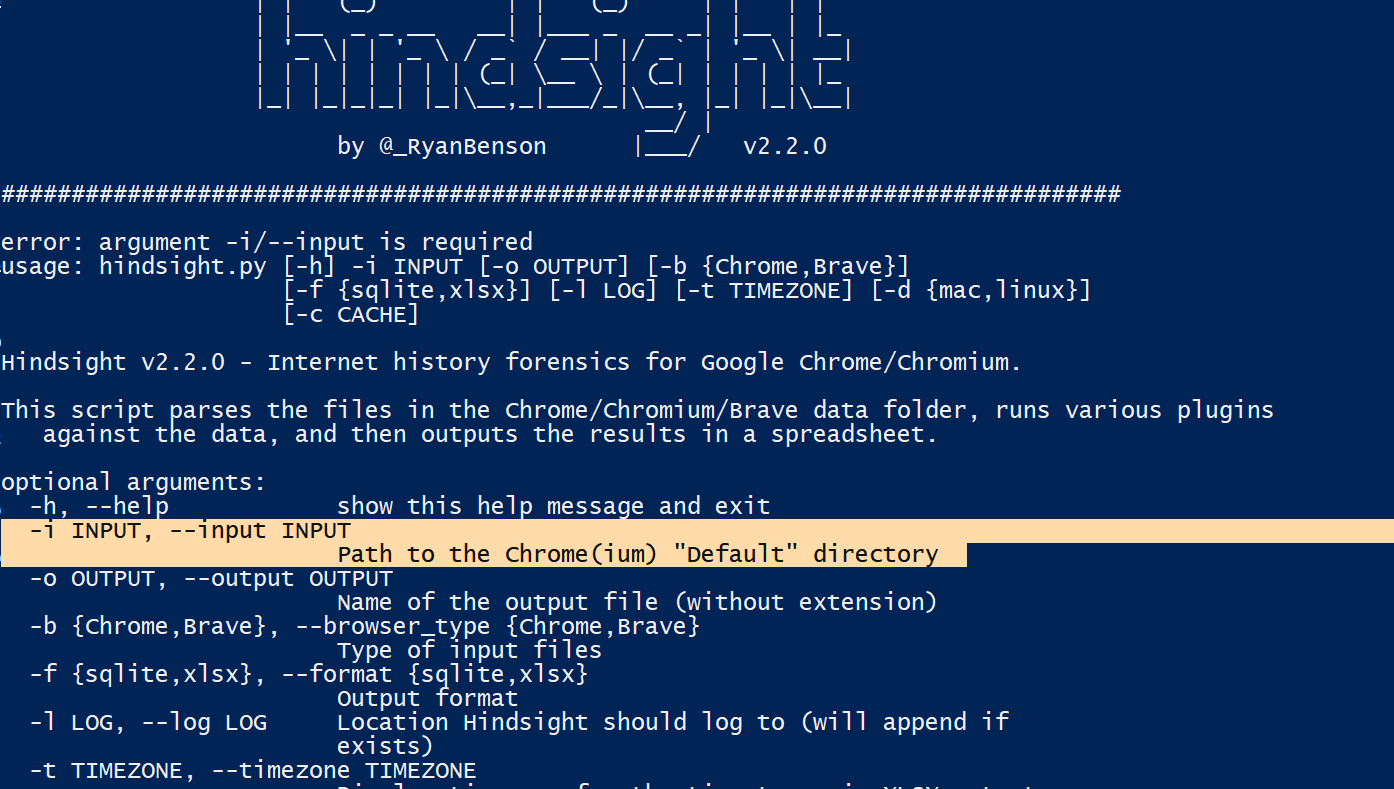 hindsight
by @_RyanBenson v2.2.0
################################################################################
error: argument -i/--input is required
usage: hindsight.py [-h] -i INPUT [-o OUTPUT] [-b {Chrome,Brave}]
[-f {sqlite,xlsx}] [-l LOG] [-t TIMEZONE] [-d {mac,linux}]
[-c CACHE]
Hindsight v2.2.0 - Internet history forensics for Google Chrome/Chromium.
This script parses the files in the Chrome/Chromium/Brave data folder, runs various plugins
against the data, and then outputs the results in a spreadsheet.
optional arguments:
-h, --help show this help message and exit
-i INPUT, --input INPUT
Path to the Chrome(ium) "Default" directory
-o OUTPUT, --output OUTPUT
Name of the output file (without extension)
-b {Chrome,Brave}, --browser_type {Chrome,Brave}
Type of input files
-f {sqlite,xlsx}, --format {sqlite,xlsx}
Output format
-l LOG, --log LOG Location Hindsight should log to (will append if
exists)
-t TIMEZONE, --timezone TIMEZONE